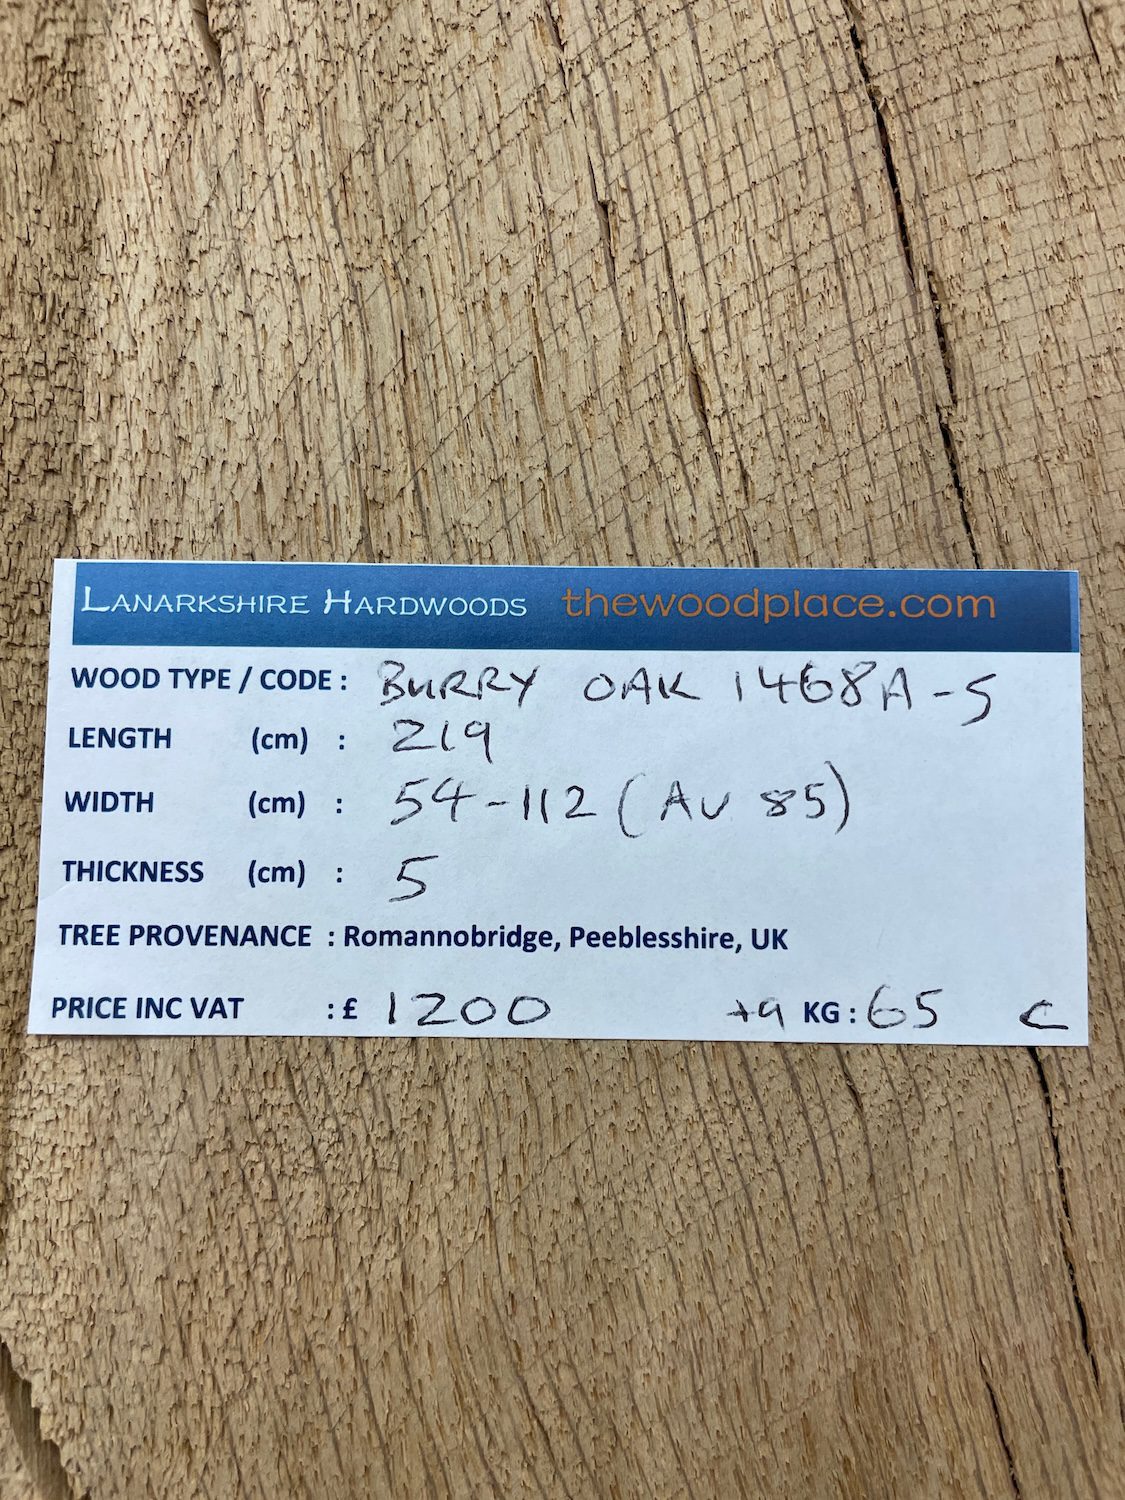 LANARKSHIRE HARDWOODS thewoodplace.com
WOOD TYPE / CODE : BURRY OAK 1468A-5
LENGTH (cm) : 219
WIDTH (cm) : 54-112 (AV 85)
THICKNESS (cm) : 5
TREE PROVENANCE : Romannobridge, Peeblesshire, UK
PRICE INC VAT : £ 1200 KG : 65 C